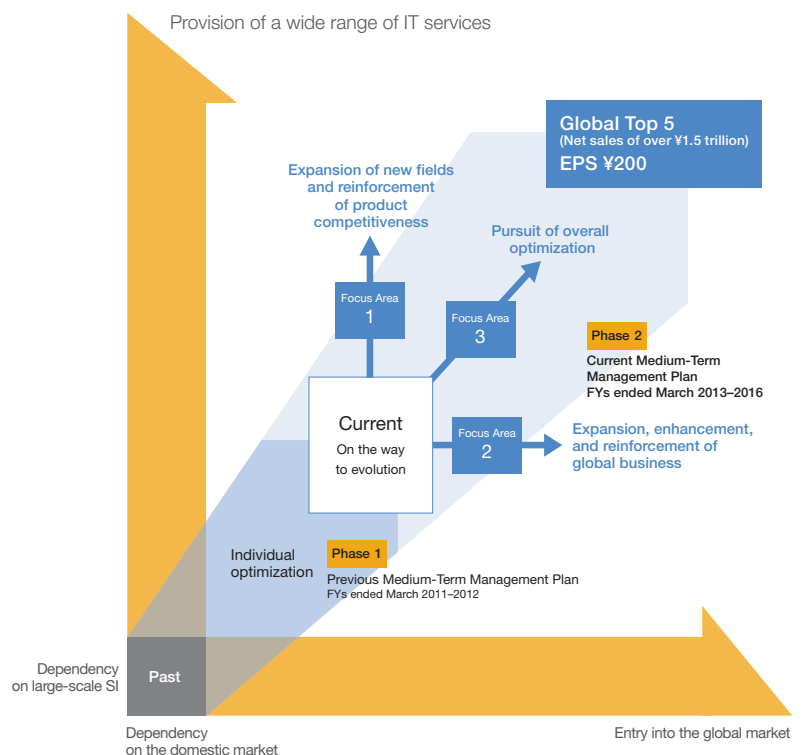 Provision of a wide range of IT services
Global Top 5
(Net sales of over ¥1.5 trillion)
EPS ¥200
Expansion of new fields
and reinforcement
of product
competitiveness
Pursuit of overall
optimization
Focus Area
1
Focus Area
3
Phase 2
Current Medium-Term
Management Plan
FYs ended March 2013–2016
Current
On the way
to evolution
Focus Area
2
Expansion, enhancement,
and reinforcement of
global business
Individual
optimization
Phase 1
Previous Medium-Term Management Plan
FYs ended March 2011–2012
Dependency
on large-scale SI
Past
Dependency
on the domestic market
Entry into the global market